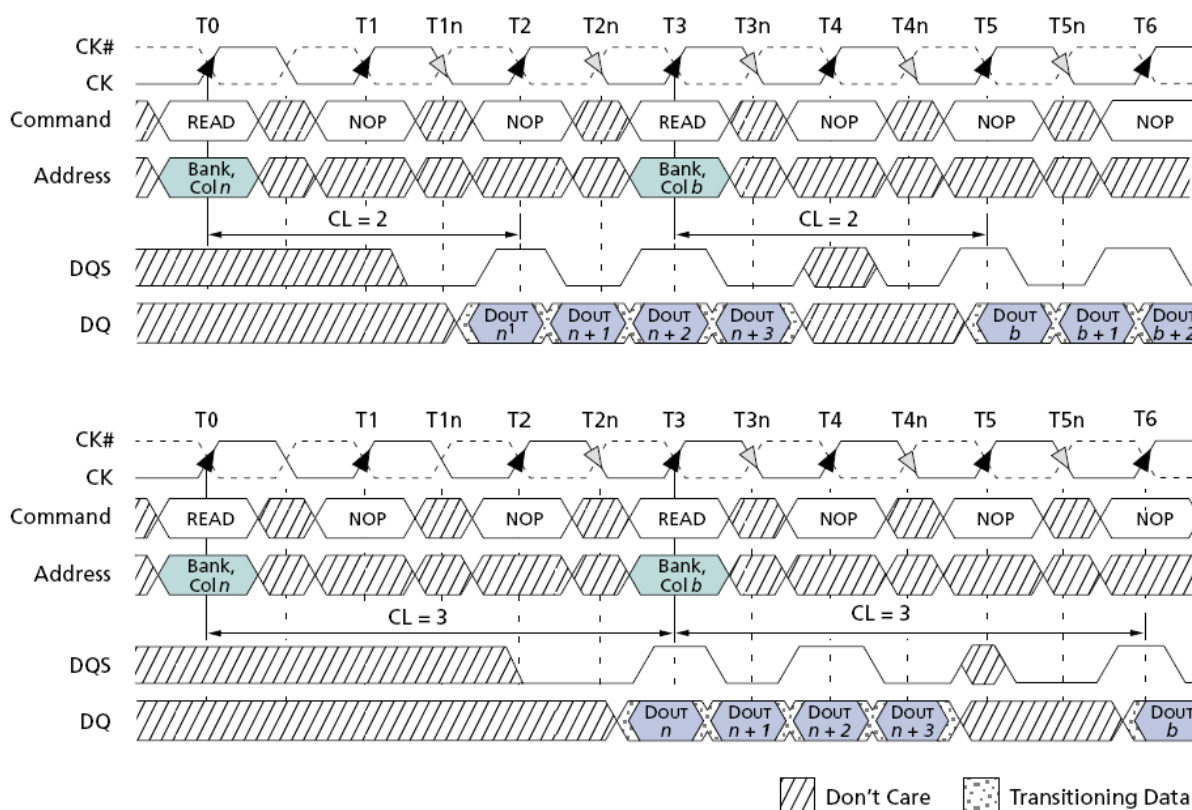 T0 T1 T1n T2 T2n T3 T3n T4 T4n T5 T5n T6
CK#
CK
Command READ NOP NOP READ NOP NOP NOP
Address Bank, Col n Bank, Col b
CL = 2 CL = 2
DQS
DQ DOUT n1 DOUT n + 1 DOUT n + 2 DOUT n + 3 DOUT b DOUT b + 1 DOUT b + 2
T0 T1 T1n T2 T2n T3 T3n T4 T4n T5 T5n T6
CK#
CK
Command READ NOP NOP READ NOP NOP NOP
Address Bank, Col n Bank, Col b
CL = 3 CL = 3
DQS
DQ DOUT n DOUT n + 1 DOUT n + 2 DOUT n + 3 DOUT b
Don't Care Transitioning Data